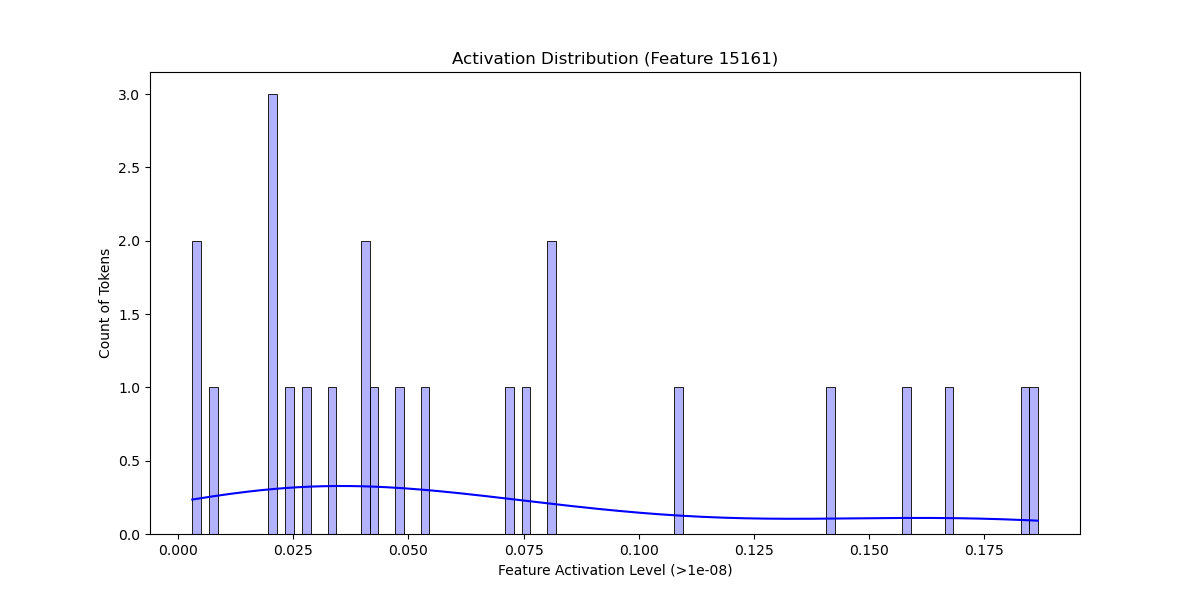 Activation Distribution (Feature 15161)
3.0
2.5
2.0
1.5
1.0
0.5
0.0
Count of Tokens
0.000 0.025 0.050 0.075 0.100 0.125 0.150 0.175
Feature Activation Level (>1e-08)